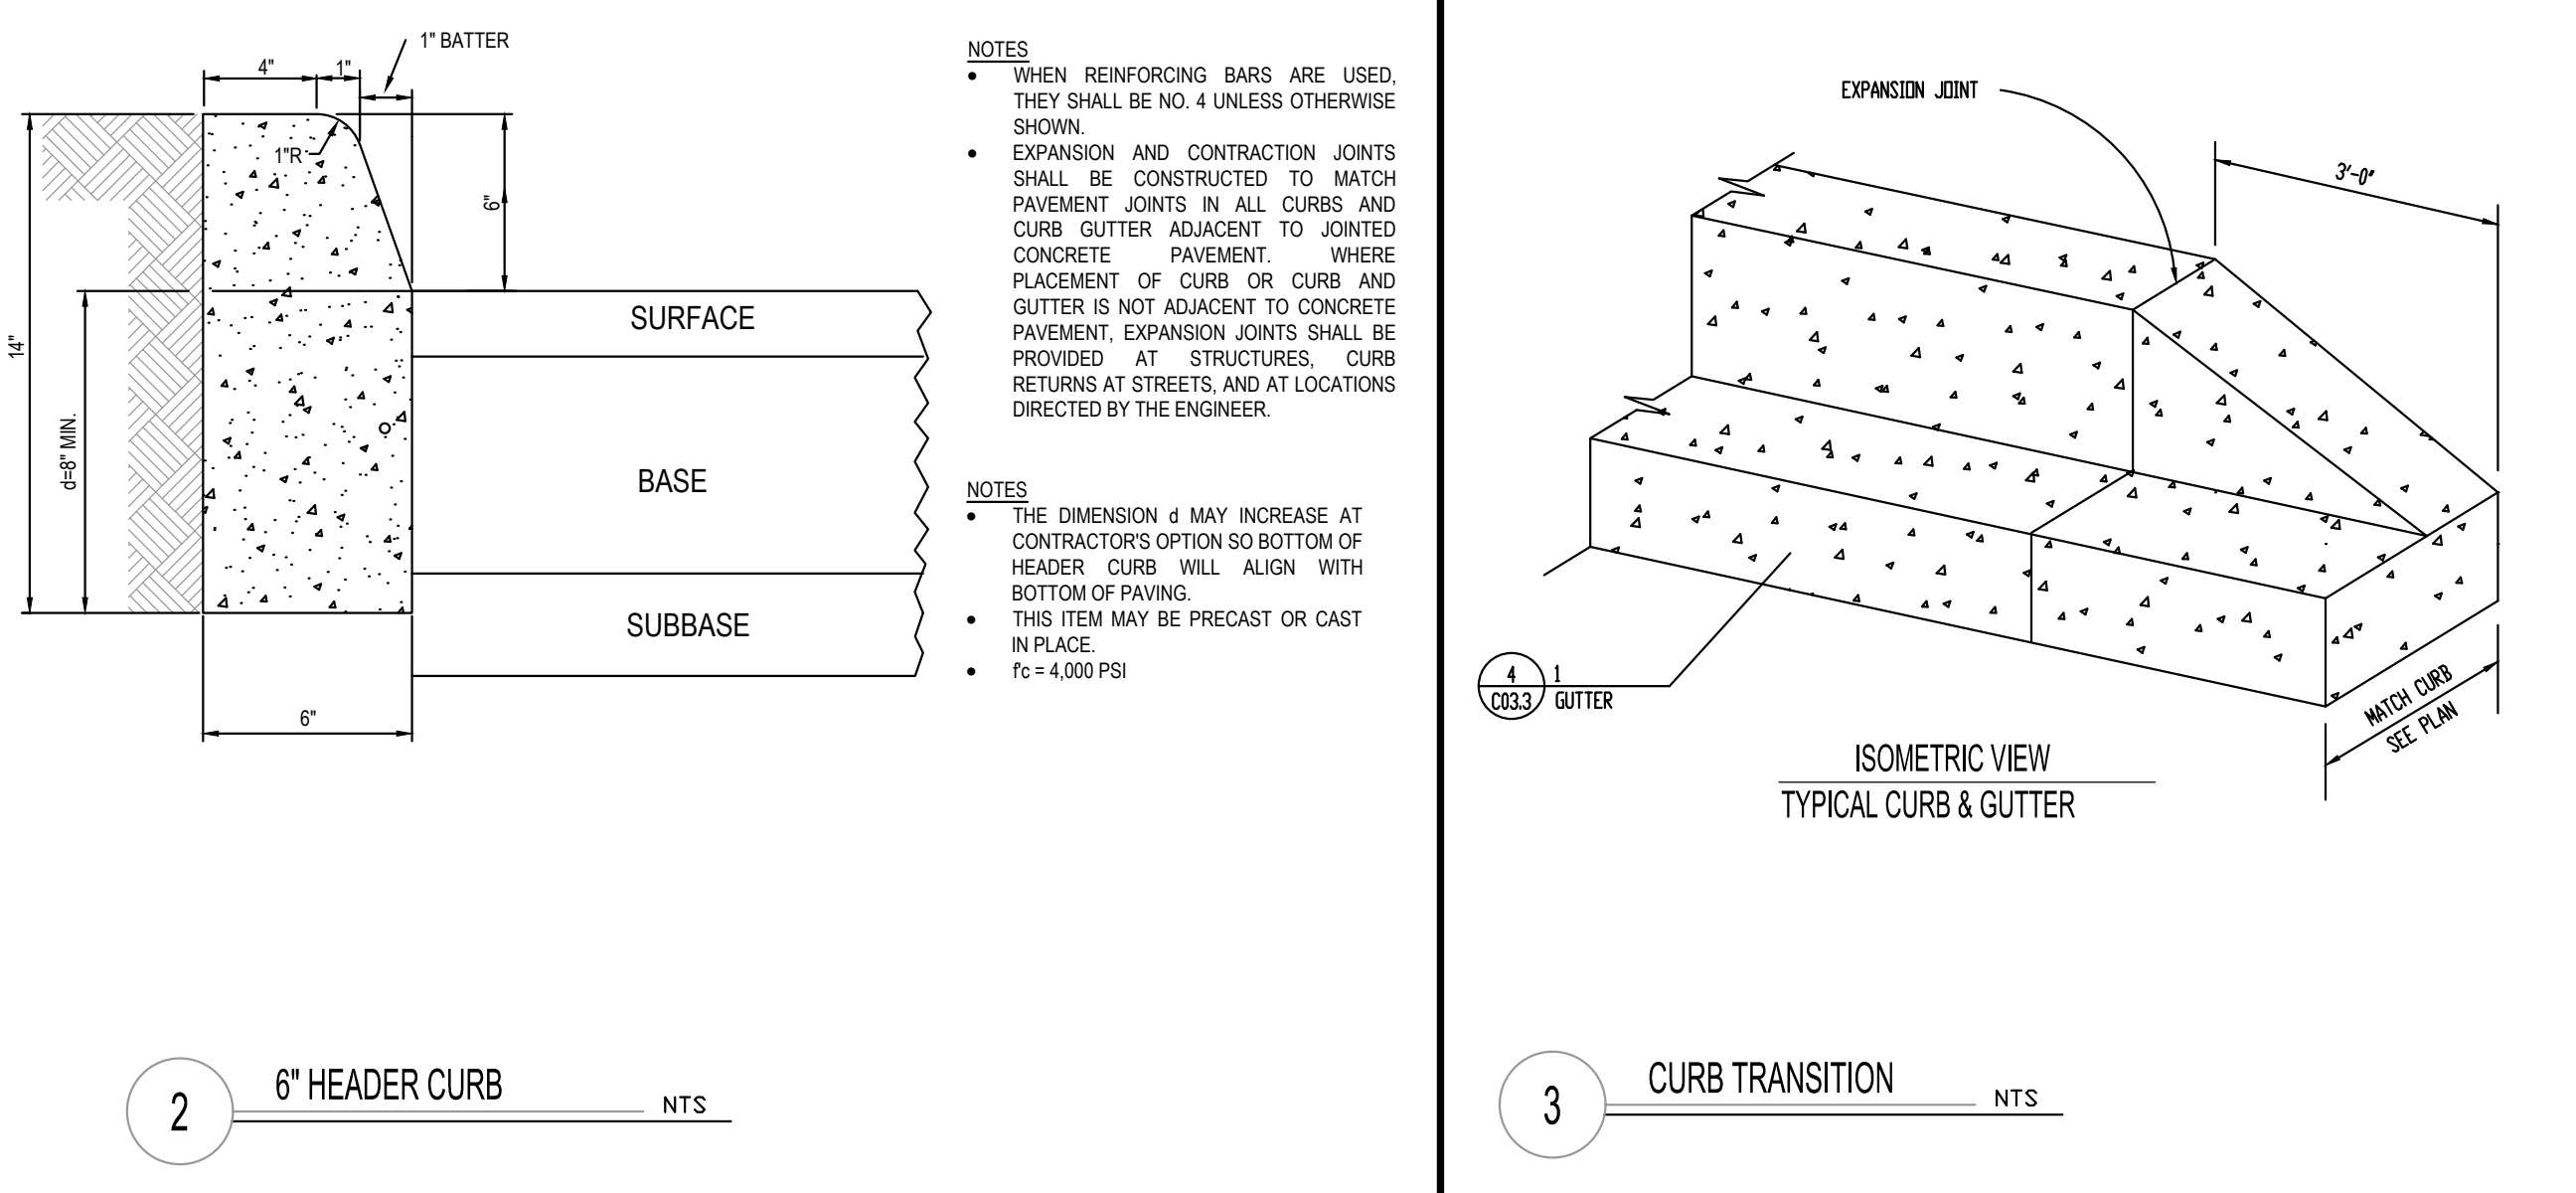 1" BATTER
4"
1"
1"R
6"
14"
d=8" MIN.
6"
SURFACE
BASE
SUBBASE
NOTES
● WHEN REINFORCING BARS ARE USED,
THEY SHALL BE NO. 4 UNLESS OTHERWISE
SHOWN.
● EXPANSION AND CONTRACTION JOINTS
SHALL BE CONSTRUCTED TO MATCH
PAVEMENT JOINTS IN ALL CURBS AND
CURB GUTTER ADJACENT TO JOINTED
CONCRETE PAVEMENT. WHERE
PLACEMENT OF CURB OR CURB AND
GUTTER IS NOT ADJACENT TO CONCRETE
PAVEMENT, EXPANSION JOINTS SHALL BE
PROVIDED AT STRUCTURES, CURB
RETURNS AT STREETS, AND AT LOCATIONS
DIRECTED BY THE ENGINEER.
NOTES
● THE DIMENSION d MAY INCREASE AT
CONTRACTOR'S OPTION SO BOTTOM OF
HEADER CURB WILL ALIGN WITH
BOTTOM OF PAVING.
● THIS ITEM MAY BE PRECAST OR CAST
IN PLACE.
● f'c = 4,000 PSI
2
6" HEADER CURB
NTS
EXPANSION JOINT
3'-0"
4
C03.3
1
GUTTER
MATCH CURB
SEE PLAN
ISOMETRIC VIEW
TYPICAL CURB & GUTTER
3
CURB TRANSITION
NTS